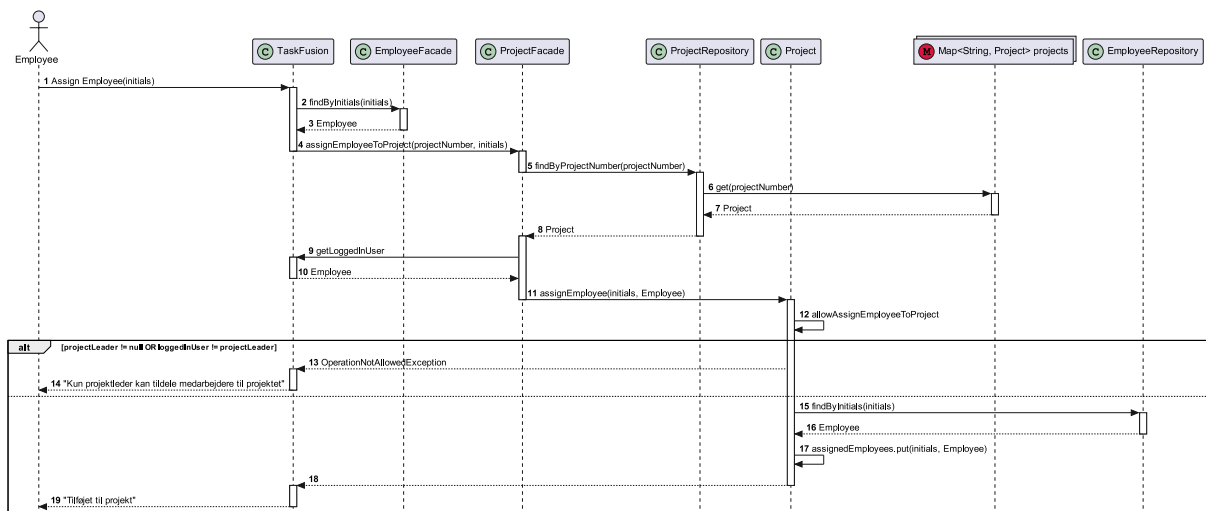 Employee
C TaskFusion
C EmployeeFacade
C ProjectFacade
C ProjectRepository
C Project
M Map<String, Project> projects
C EmployeeRepository
1 Assign Employee(initials)
2 findByInitials(initials)
3 Employee
4 assignEmployeeToProject(projectNumber, initials)
5 findByProjectNumber(projectNumber)
6 get(projectNumber)
7 Project
8 Project
9 getLoggedInUser
10 Employee
11 assignEmployee(initials, Employee)
12 allowAssignEmployeeToProject
alt [projectLeader != null OR loggedInUser != projectLeader]
13 OperationNotAllowedException
14 "Kun projektleder kan tildele medarbejdere til projektet"
15 findByInitials(initials)
16 Employee
17 assignedEmployees.put(initials, Employee)
18
19 "Tilføjet til projekt"